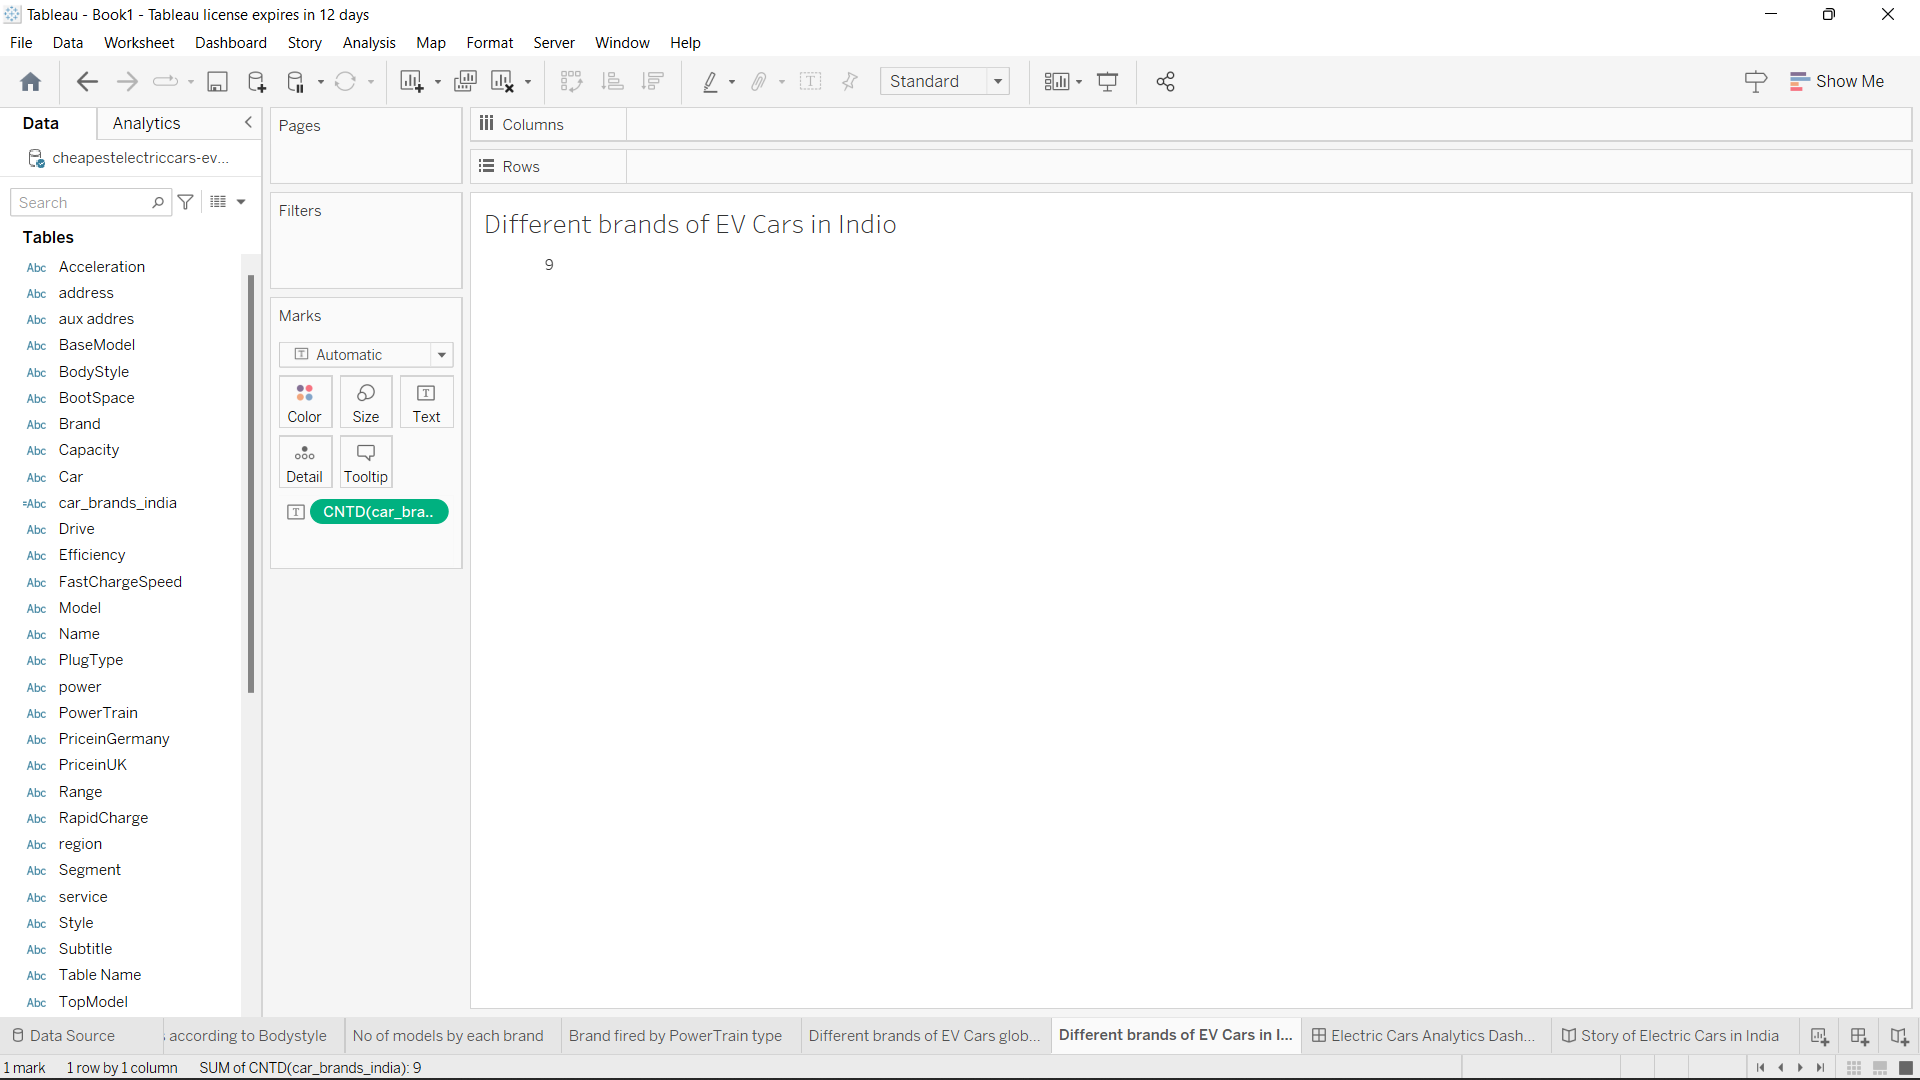 Tableau - Book1 - Tableau license expires in 12 days
File Data Worksheet Dashboard Story Analysis Map Format Server Window Help
Standard
Show Me
Data Analytics
cheapestelectriccars-ev...
Search
Tables
Abc Acceleration
Abc address
Abc aux addres
Abc BaseModel
Abc BodyStyle
Abc BootSpace
Abc Brand
Abc Capacity
Abc Car
=Abc car_brands_india
Abc Drive
Abc Efficiency
Abc FastChargeSpeed
Abc Model
Abc Name
Abc PlugType
Abc power
Abc PowerTrain
Abc PriceinGermany
Abc PriceinUK
Abc Range
Abc RapidCharge
Abc region
Abc Segment
Abc service
Abc Style
Abc Subtitle
Abc Table Name
Abc TopModel
Pages
Filters
Marks
Automatic
Color Size Text
Detail Tooltip
CNTD(car_bra..
Columns
Rows
Different brands of EV Cars in Indio
9
Data Source
according to Bodystyle
No of models by each brand
Brand fired by PowerTrain type
Different brands of EV Cars glob...
Different brands of EV Cars in I...
Electric Cars Analytics Dash...
Story of Electric Cars in India
1 mark 1 row by 1 column SUM of CNTD(car_brands_india): 9